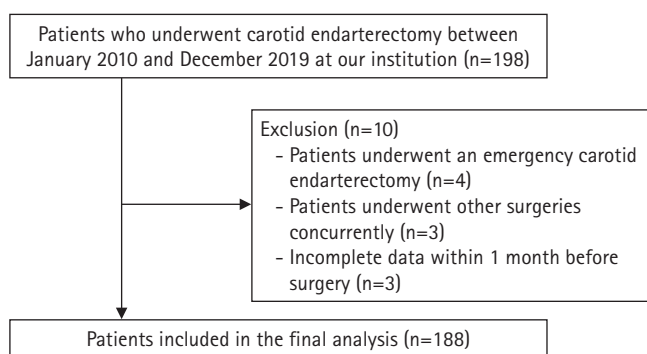 Patients who underwent carotid endarterectomy between
January 2010 and December 2019 at our institution (n=198)
Exclusion (n=10)
- Patients underwent an emergency carotid
endarterectomy (n=4)
- Patients underwent other surgeries
concurrently (n=3)
- Incomplete data within 1 month before
surgery (n=3)
Patients included in the final analysis (n=188)